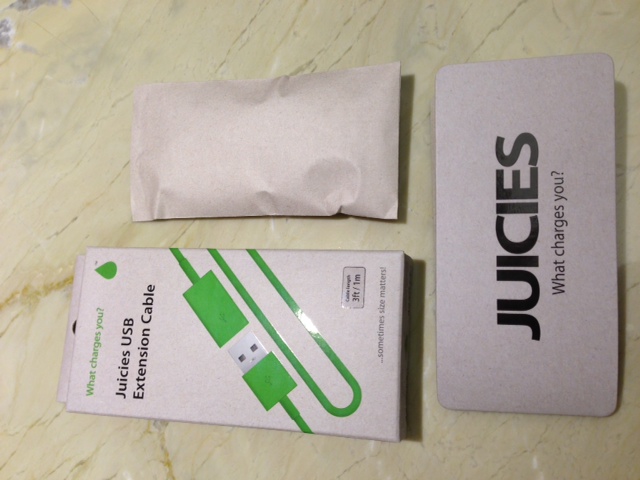 What charges you?
Juicies USB
Extension Cable
Cable length
3ft / 1m
...sometimes size matters!
JUICIES
What charges you?